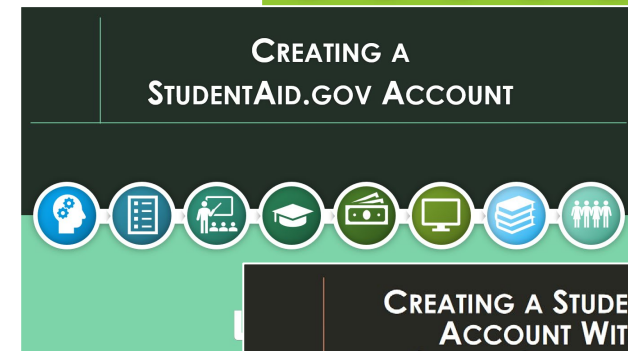 CREATING A
STUDENTAID.GOV ACCOUNT
CREATING A STUDE
ACCOUNT WIT